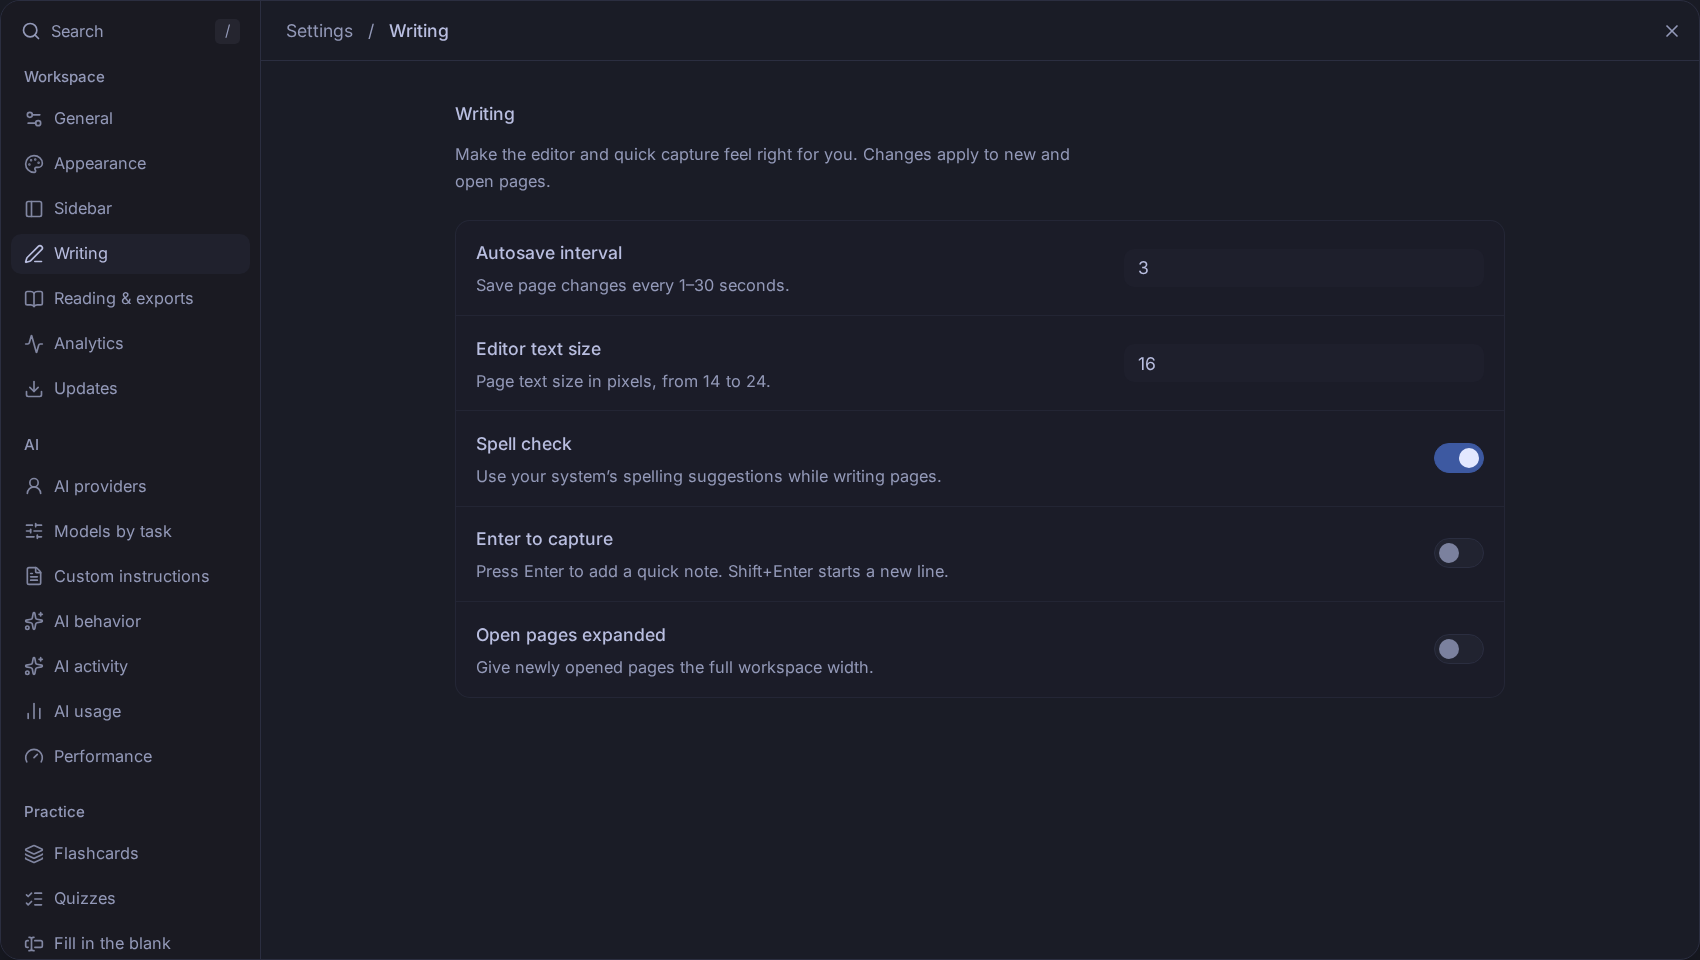 Search
/
Workspace
General
Appearance
Sidebar
Writing
Reading & exports
Analytics
Updates
AI
AI providers
Models by task
Custom instructions
AI behavior
AI activity
AI usage
Performance
Practice
Flashcards
Quizzes
Fill in the blank
Settings / Writing
Writing
Make the editor and quick capture feel right for you. Changes apply to new and
open pages.
Autosave interval
Save page changes every 1–30 seconds.
3
Editor text size
Page text size in pixels, from 14 to 24.
16
Spell check
Use your system’s spelling suggestions while writing pages.
Enter to capture
Press Enter to add a quick note. Shift+Enter starts a new line.
Open pages expanded
Give newly opened pages the full workspace width.